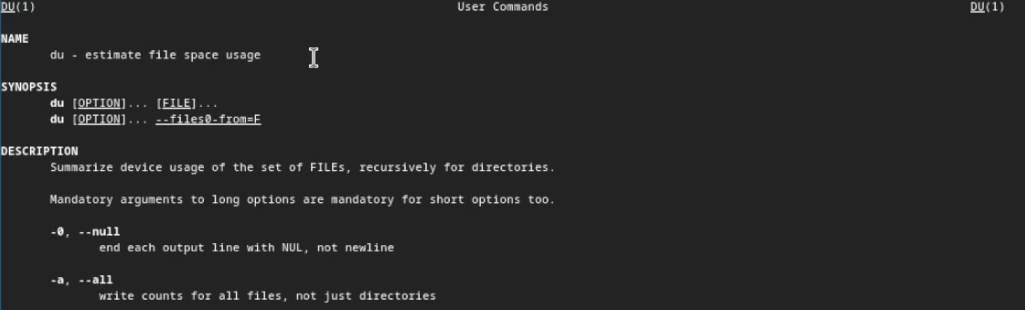 DU(1) User Commands DU(1)
NAME
du - estimate file space usage
SYNOPSIS
du [OPTION]... [FILE]...
du [OPTION]... --files0-from=F
DESCRIPTION
Summarize device usage of the set of FILEs, recursively for directories.
Mandatory arguments to long options are mandatory for short options too.
-0, --null
end each output line with NUL, not newline
-a, --all
write counts for all files, not just directories